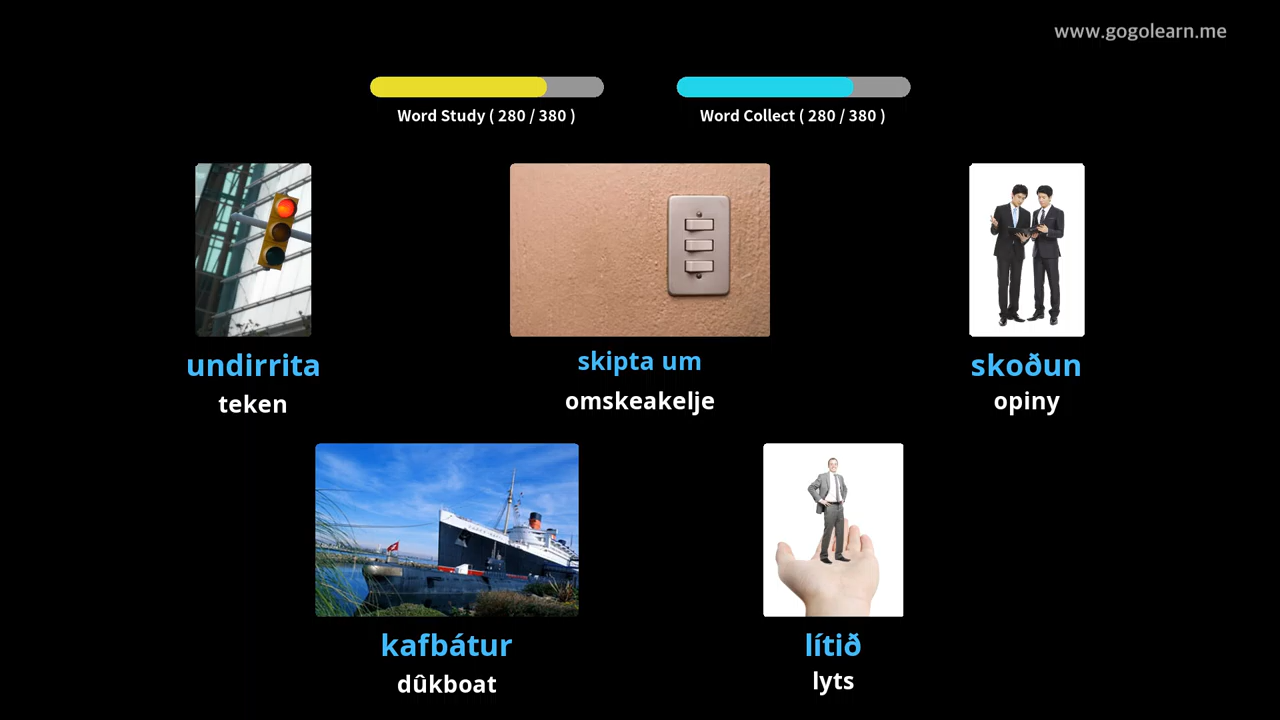 www.gogolearn.me
Word Study ( 280 / 380 )
Word Collect ( 280 / 380 )
undirrita
teken
skipta um
omskeakelje
skoðun
opiny
kafbátur
dûkboat
lítið
lyts